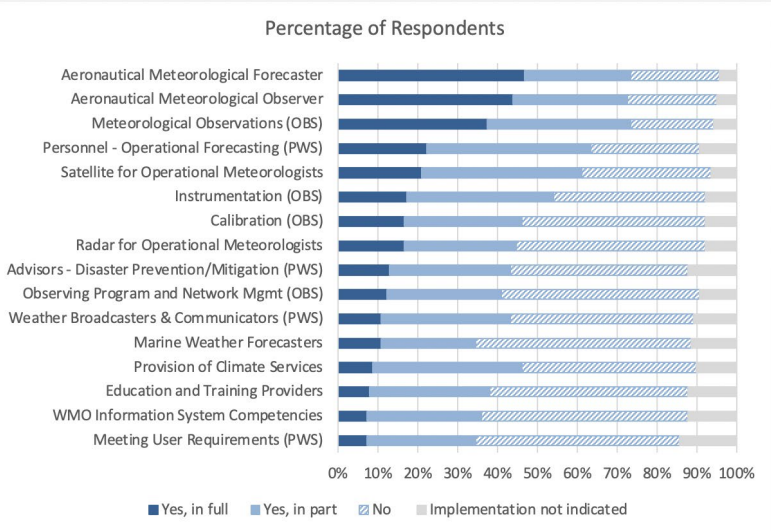 Percentage of Respondents
Aeronautical Meteorological Forecaster
Aeronautical Meteorological Observer
Meteorological Observations (OBS)
Personnel - Operational Forecasting (PWS)
Satellite for Operational Meteorologists
Instrumentation (OBS)
Calibration (OBS)
Radar for Operational Meteorologists
Advisors - Disaster Prevention/Mitigation (PWS)
Observing Program and Network Mgmt (OBS)
Weather Broadcasters & Communicators (PWS)
Marine Weather Forecasters
Provision of Climate Services
Education and Training Providers
WMO Information System Competencies
Meeting User Requirements (PWS)
0% 10% 20% 30% 40% 50% 60% 70% 80% 90% 100%
Yes, in full Yes, in part No Implementation not indicated